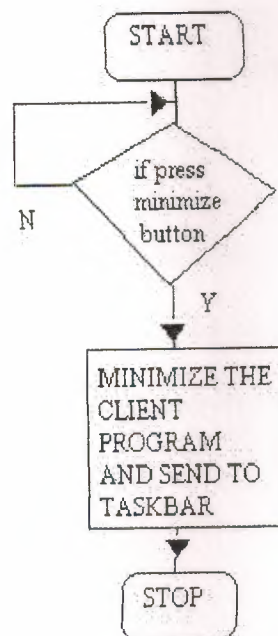 START
if press
minimize
button
N
Y
MINIMIZE THE
CLIENT
PROGRAM
AND SEND TO
TASKBAR
STOP